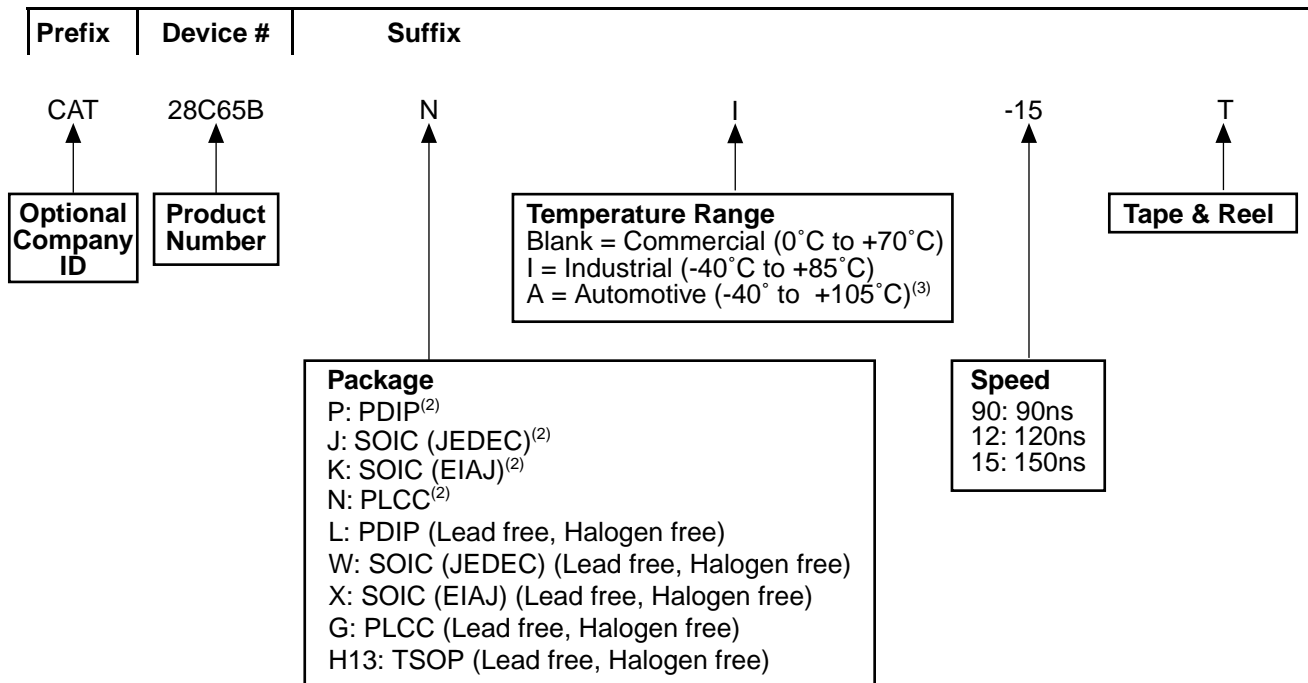 Prefix Device # Suffix
CAT 28C65B N I -15 T
Optional
Company
ID
Product
Number
Temperature Range
Blank = Commercial (0˚C to +70˚C)
I = Industrial (-40˚C to +85˚C)
A = Automotive (-40˚ to +105˚C)(3)
Tape & Reel
Package
P: PDIP(2)
J: SOIC (JEDEC)(2)
K: SOIC (EIAJ)(2)
N: PLCC(2)
L: PDIP (Lead free, Halogen free)
W: SOIC (JEDEC) (Lead free, Halogen free)
X: SOIC (EIAJ) (Lead free, Halogen free)
G: PLCC (Lead free, Halogen free)
H13: TSOP (Lead free, Halogen free)
Speed
90: 90ns
12: 120ns
15: 150ns